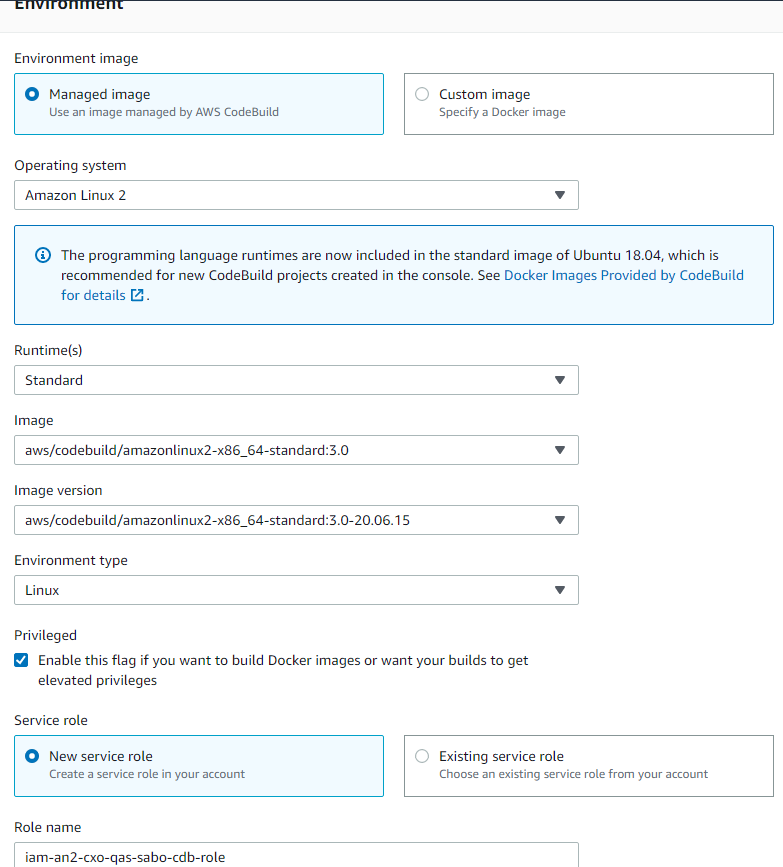 Environment
Environment image
Managed image
Use an image managed by AWS CodeBuild
Custom image
Specify a Docker image
Operating system
Amazon Linux 2
The programming language runtimes are now included in the standard image of Ubuntu 18.04, which is
recommended for new CodeBuild projects created in the console. See Docker Images Provided by CodeBuild
for details .
Runtime(s)
Standard
Image
aws/codebuild/amazonlinux2-x86_64-standard:3.0
Image version
aws/codebuild/amazonlinux2-x86_64-standard:3.0-20.06.15
Environment type
Linux
Privileged
Enable this flag if you want to build Docker images or want your builds to get
elevated privileges
Service role
New service role
Create a service role in your account
Existing service role
Choose an existing service role from your account
Role name
iam-an2-cxo-qas-sabo-cdb-role